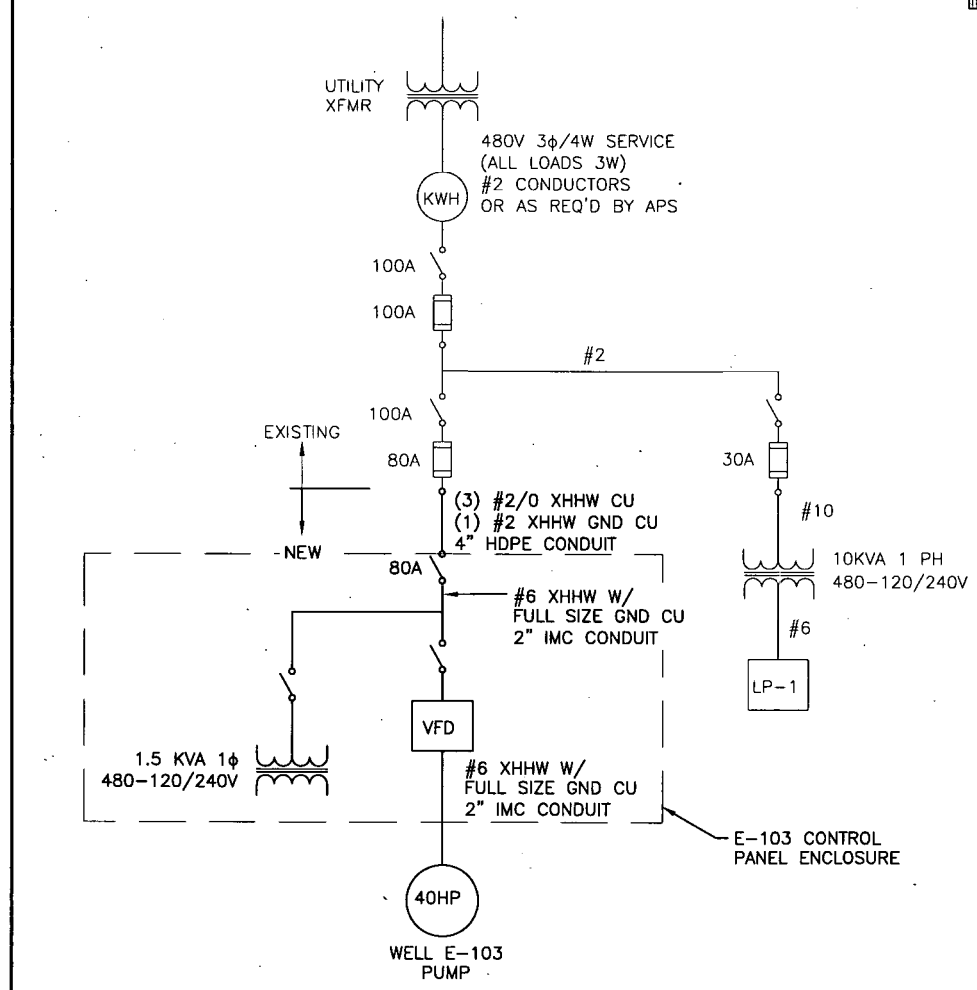 UTILITY
XFMR
480V 3ϕ/4W SERVICE
(ALL LOADS 3W)
#2 CONDUCTORS
OR AS REQ'D BY APS
KWH
100A
100A
#2
100A
EXISTING
80A
30A
(3) #2/0 XHHW CU
(1) #2 XHHW GND CU
4" HDPE CONDUIT
#10
NEW
80A
10KVA 1 PH
480-120/240V
#6 XHHW W/
FULL SIZE GND CU
2" IMC CONDUIT
#6
LP-1
VFD
1.5 KVA 1ϕ
480-120/240V
#6 XHHW W/
FULL SIZE GND CU
2" IMC CONDUIT
E-103 CONTROL
PANEL ENCLOSURE
40HP
WELL E-103
PUMP